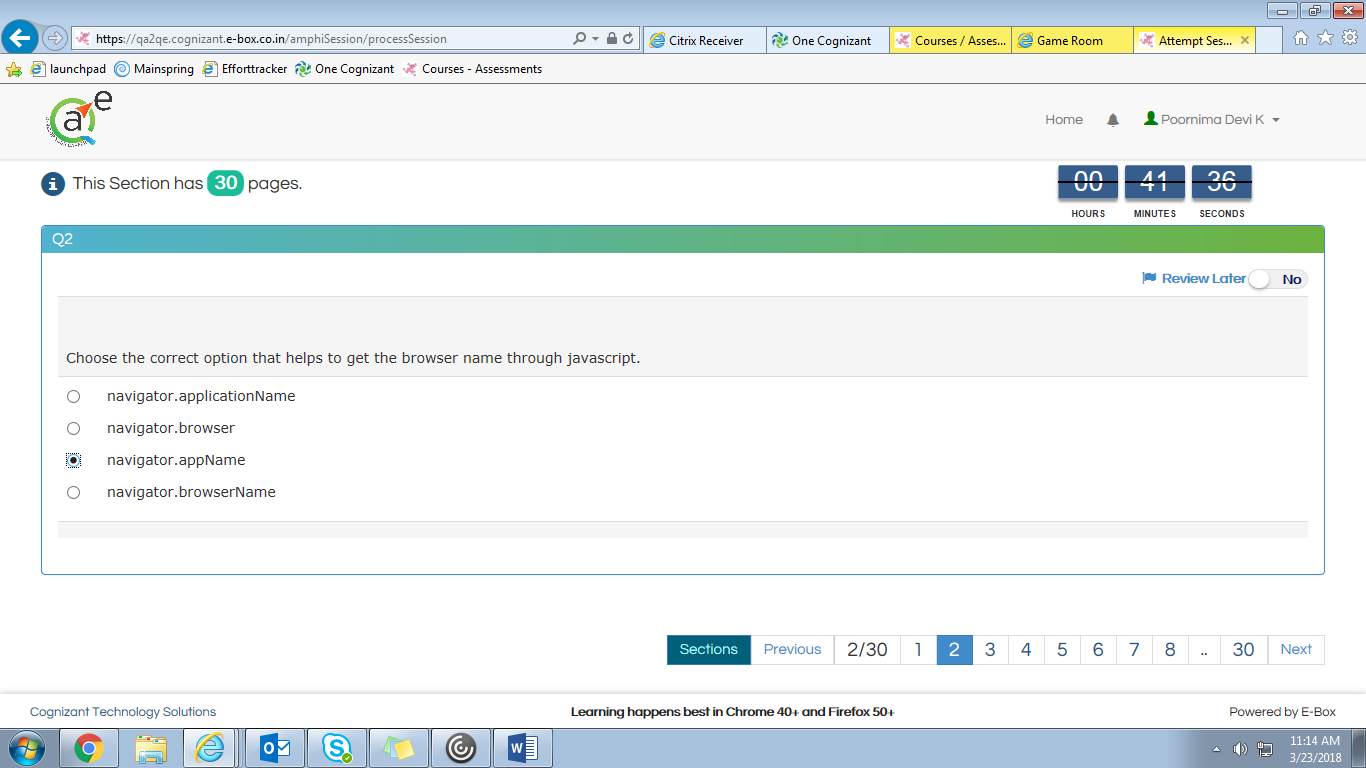 https://qa2qe.cognizant.e-box.co.in/amphiSession/processSession
Citrix Receiver
One Cognizant
Courses / Asses...
Game Room
Attempt Ses...
launchpad
Mainspring
Efforttracker
One Cognizant
Courses - Assessments
a e
Home
Poornima Devi K
This Section has 30 pages.
00 41 36
HOURS MINUTES SECONDS
Q2
Review Later No
Choose the correct option that helps to get the browser name through javascript.
navigator.applicationName
navigator.browser
navigator.appName
navigator.browserName
Sections Previous 2/30 1 2 3 4 5 6 7 8 .. 30 Next
Cognizant Technology Solutions
Learning happens best in Chrome 40+ and Firefox 50+
Powered by E-Box
11:14 AM
3/23/2018